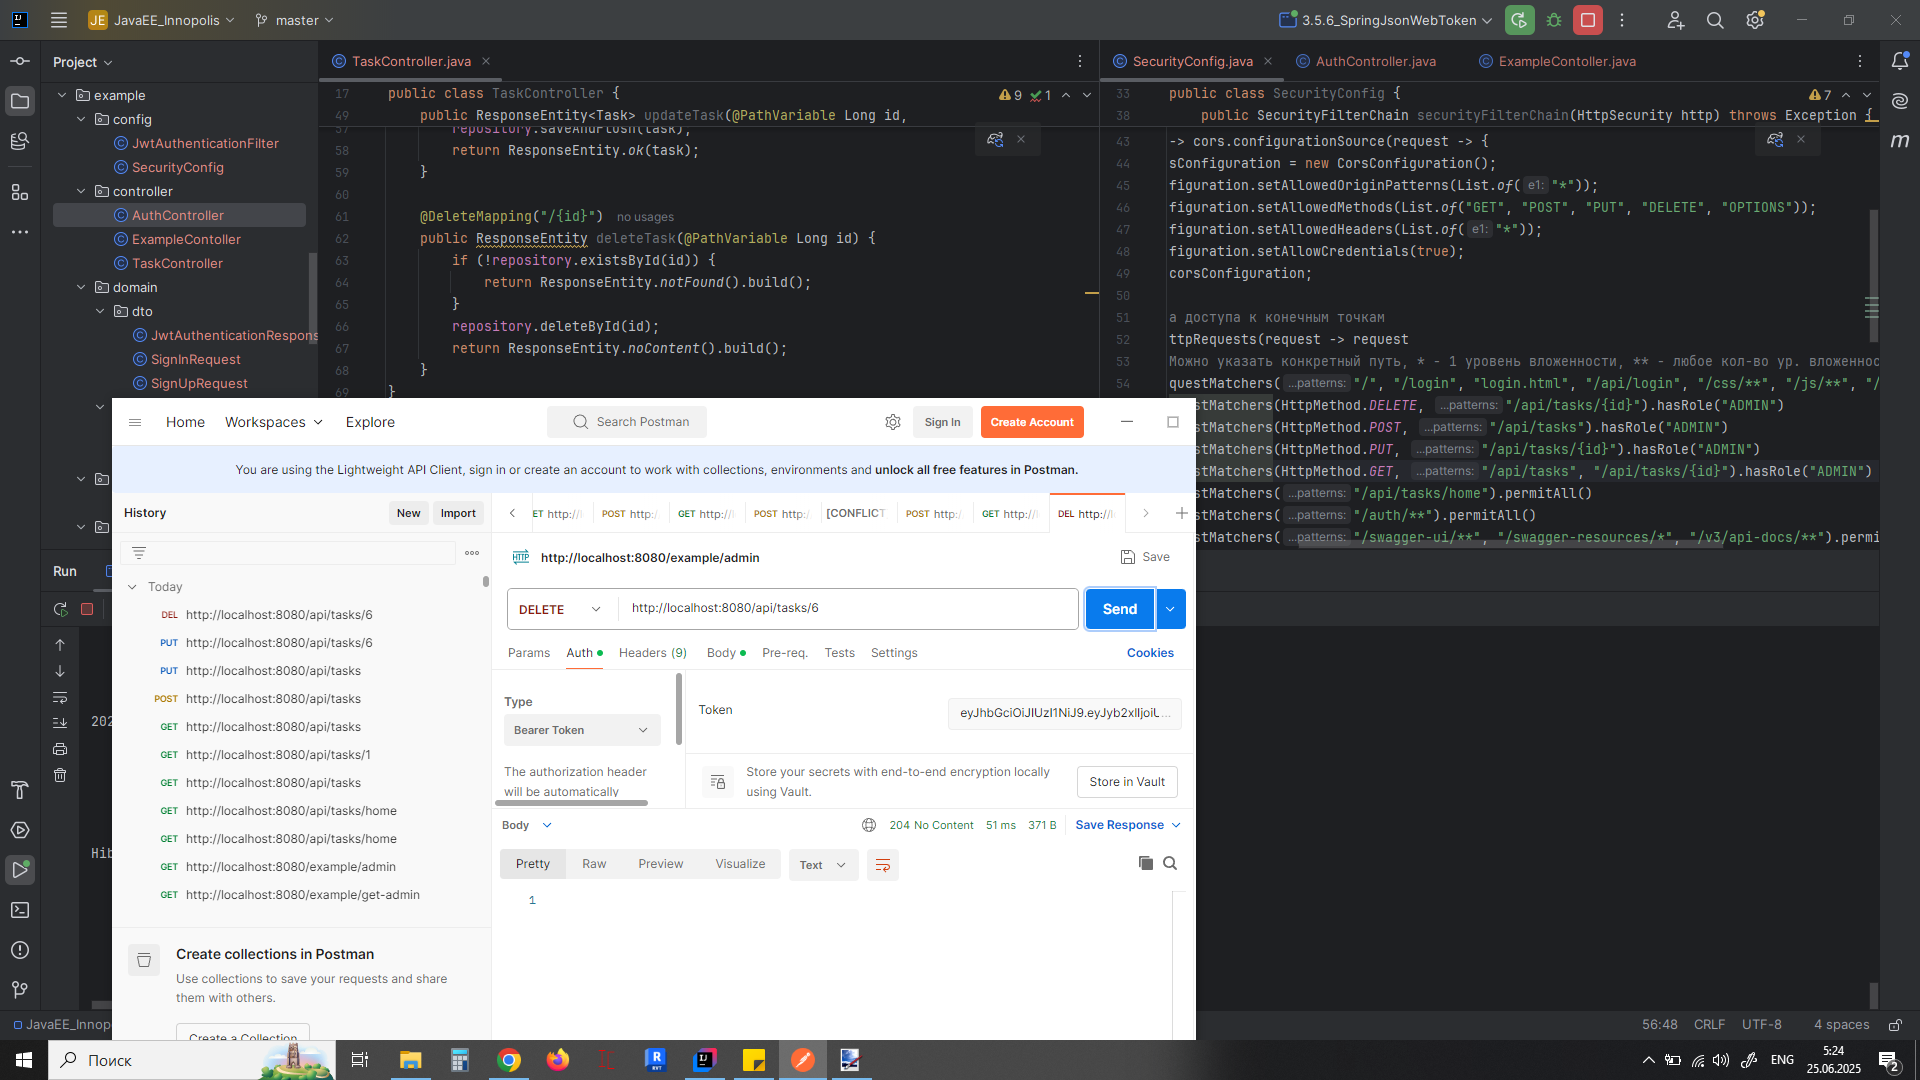 JE JavaEE_Innopolis master 3.5.6_SpringJsonWebToken
Project
example
config
JwtAuthenticationFilter
SecurityConfig
controller
AuthController
ExampleContoller
TaskController
domain
dto
JwtAuthenticationRespons
SignInRequest
SignUpRequest
TaskController.java
17 public class TaskController {
49 public ResponseEntity<Task> updateTask(@PathVariable Long id,
57 repository.saveAndFlush(task);
58 return ResponseEntity.ok(task);
59 }
60
61 @DeleteMapping("/{id}") no usages
62 public ResponseEntity deleteTask(@PathVariable Long id) {
63 if (!repository.existsById(id)) {
64 return ResponseEntity.notFound().build();
65 }
66 repository.deleteById(id);
67 return ResponseEntity.noContent().build();
68 }
69 }
9 1
SecurityConfig.java AuthController.java ExampleContoller.java
33 public class SecurityConfig {
38 public SecurityFilterChain securityFilterChain(HttpSecurity http) throws Exception {
7
43 -> cors.configurationSource(request -> {
44 sConfiguration = new CorsConfiguration();
45 figuration.setAllowedOriginPatterns(List.of( e1: "*"));
46 figuration.setAllowedMethods(List.of("GET", "POST", "PUT", "DELETE", "OPTIONS"));
47 figuration.setAllowedHeaders(List.of( e1: "*"));
48 figuration.setAllowCredentials(true);
49 corsConfiguration;
50
51 а доступа к конечным точкам
52 ttpRequests(request -> request
53 Можно указать конкретный путь, * - 1 уровень вложенности, ** - любое кол-во ур. вложеннос
54 questMatchers( ...patterns: "/", "/login", "login.html", "/api/login", "/css/**", "/js/**", "/
stMatchers(HttpMethod.DELETE, ...patterns: "/api/tasks/{id}").hasRole("ADMIN")
stMatchers(HttpMethod.POST, ...patterns: "/api/tasks").hasRole("ADMIN")
stMatchers(HttpMethod.PUT, ...patterns: "/api/tasks/{id}").hasRole("ADMIN")
stMatchers(HttpMethod.GET, ...patterns: "/api/tasks", "/api/tasks/{id}").hasRole("ADMIN")
stMatchers( ...patterns: "/api/tasks/home").permitAll()
stMatchers( ...patterns: "/auth/**").permitAll()
stMatchers( ...patterns: "/swagger-ui/**", "/swagger-resources/*", "/v3/api-docs/**").permi
Run
202
Hib
Home Workspaces Explore Search Postman Sign In Create Account
You are using the Lightweight API Client, sign in or create an account to work with collections, environments and unlock all free features in Postman.
History New Import
Today
DEL http://localhost:8080/api/tasks/6
PUT http://localhost:8080/api/tasks/6
PUT http://localhost:8080/api/tasks
POST http://localhost:8080/api/tasks
GET http://localhost:8080/api/tasks
GET http://localhost:8080/api/tasks/1
GET http://localhost:8080/api/tasks
GET http://localhost:8080/api/tasks/home
GET http://localhost:8080/api/tasks/home
GET http://localhost:8080/example/admin
GET http://localhost:8080/example/get-admin
Create collections in Postman
Use collections to save your requests and share
them with others.
Create a Collection
ET http://l POST http:/ GET http://l POST http:/ [CONFLICT POST http:/ GET http://l DEL http://l
HTTP http://localhost:8080/example/admin Save
DELETE http://localhost:8080/api/tasks/6 Send
Params Auth Headers (9) Body Pre-req. Tests Settings Cookies
Type
Bearer Token
The authorization header
will be automatically
Token eyJhbGciOiJIUzI1NiJ9.eyJyb2xlIjoiU...
Store your secrets with end-to-end encryption locally
using Vault.
Store in Vault
Body 204 No Content 51 ms 371 B Save Response
Pretty Raw Preview Visualize Text
1
JavaEE_Innop 56:48 CRLF UTF-8 4 spaces
Поиск
ENG
5:24
25.06.2025
2